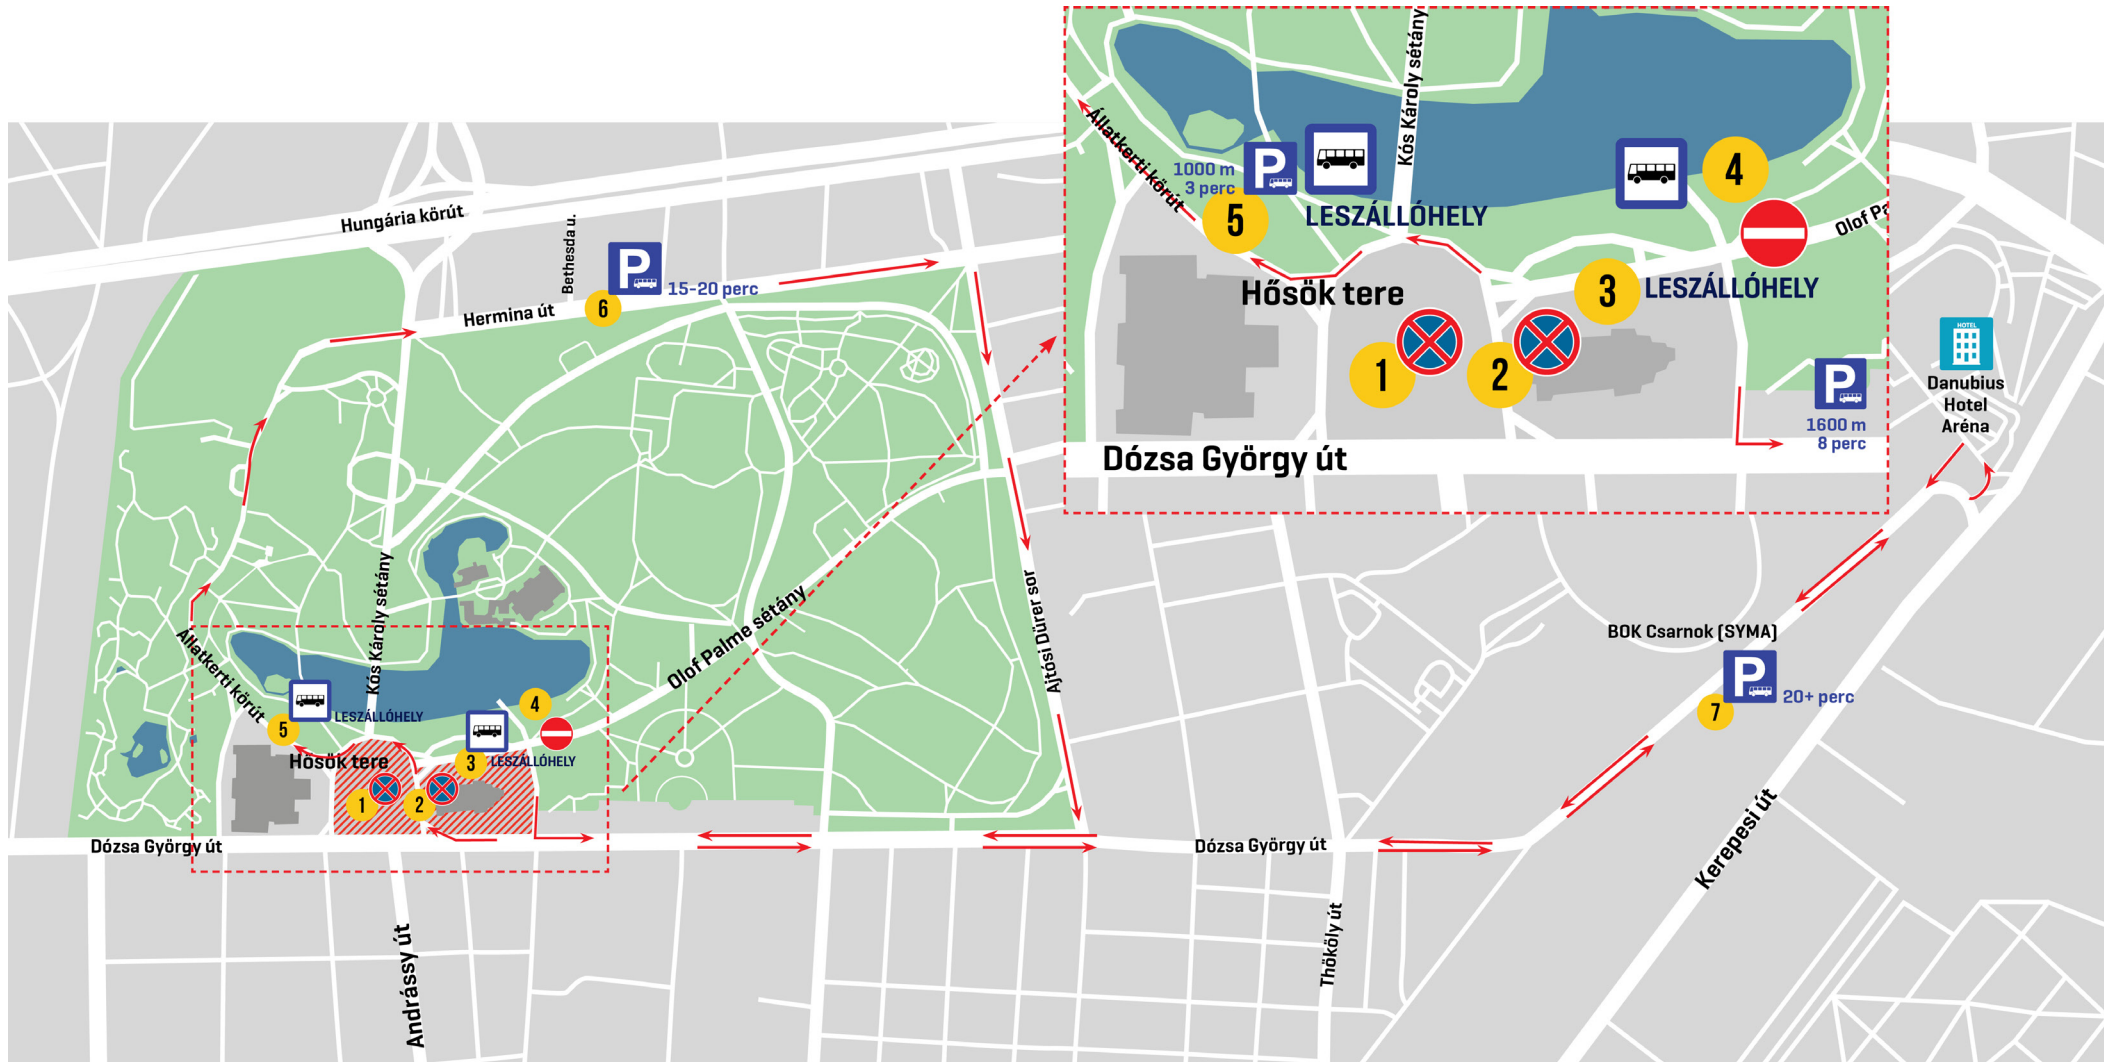 Kós Károly sétány
Állatkerti körút
1000 m
3 perc
P
5
LESZÁLLÓHELY
4
Olof Pa
Hősök tere
3
LESZÁLLÓHELY
1
2
P
1600 m
8 perc
Dózsa György út
HOTEL
Danubius
Hotel
Aréna
Hungária körút
Bethesda u.
P
15-20 perc
6
Hermina út
Kós Károly sétány
Olof Palme sétány
Ajtósi Dürer sor
BOK Csarnok (SYMA)
P
20+ perc
7
Állatkerti körút
LESZÁLLÓHELY
5
4
Hősök tere
3
LESZÁLLÓHELY
1
2
Dózsa György út
Dózsa György út
Kerepesi út
Andrássy út
Thököly út